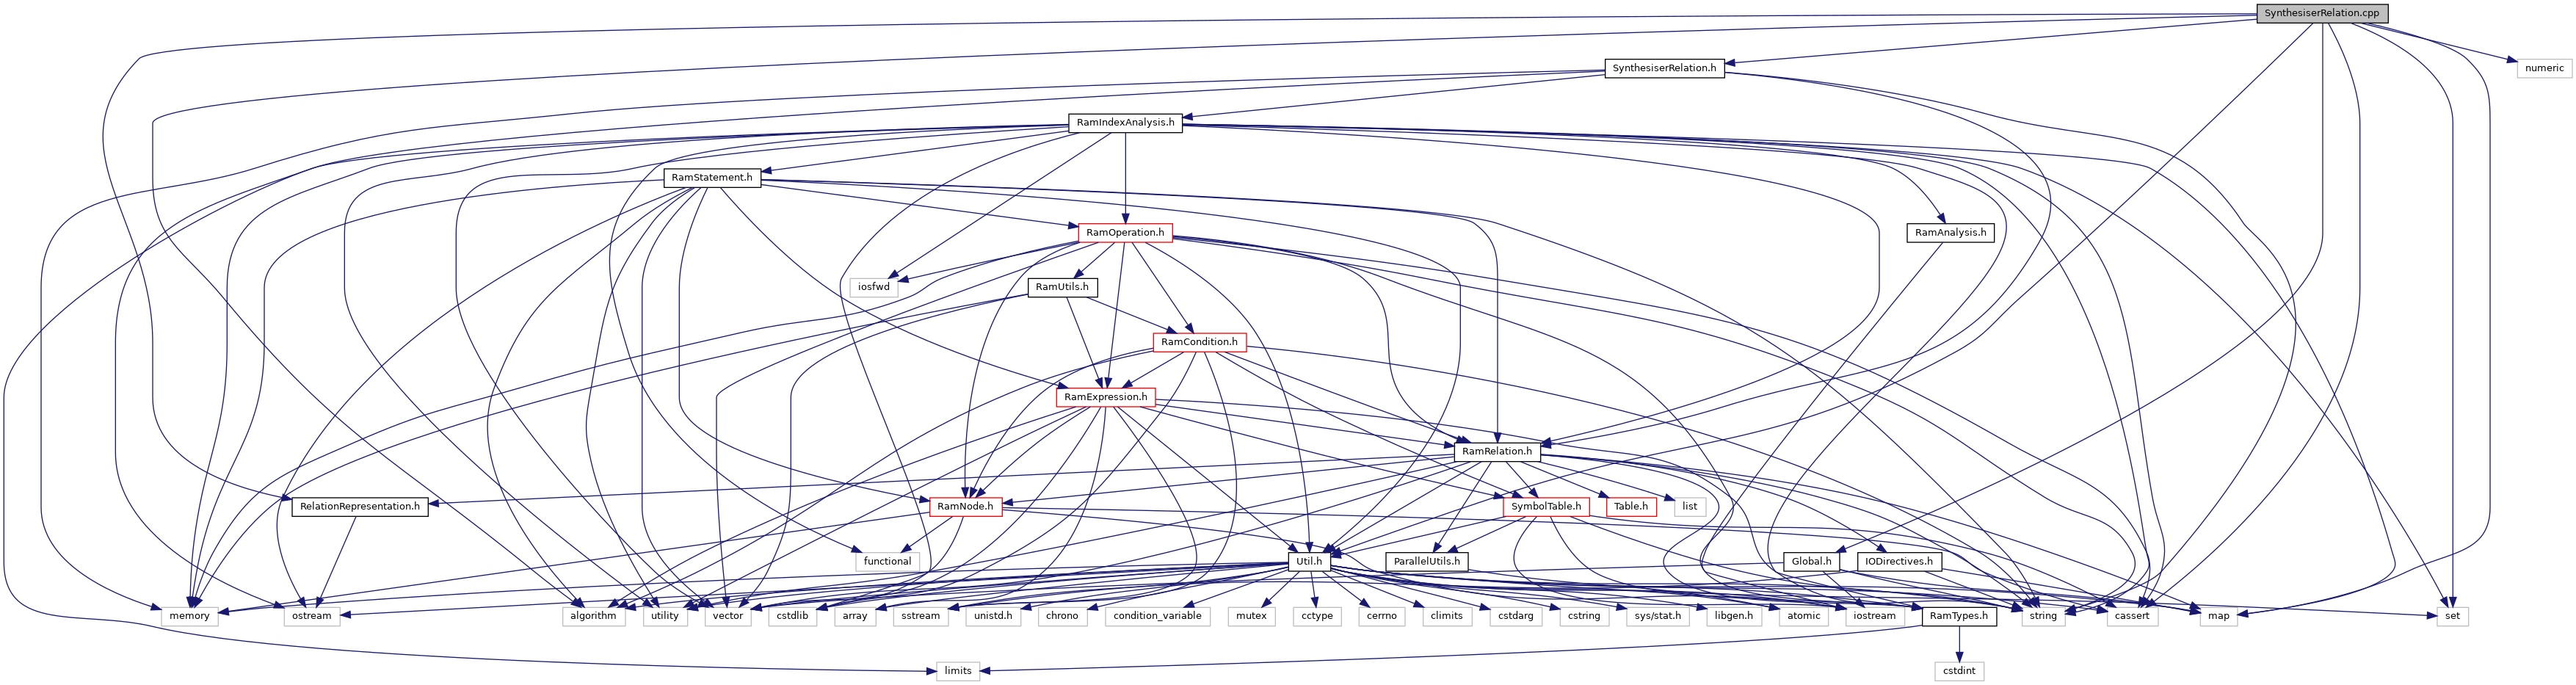 SynthesiserRelation.cpp
SynthesiserRelation.h
numeric
RamIndexAnalysis.h
RamStatement.h
RamOperation.h
RamAnalysis.h
iosfwd
RamUtils.h
RamCondition.h
RamExpression.h
RamRelation.h
RelationRepresentation.h
RamNode.h
SymbolTable.h
Table.h
list
functional
Util.h
ParallelUtils.h
Global.h
IODirectives.h
memory
ostream
algorithm
utility
vector
cstdlib
array
sstream
unistd.h
chrono
condition_variable
mutex
cctype
cerrno
climits
cstdarg
cstring
sys/stat.h
libgen.h
atomic
iostream
RamTypes.h
string
cassert
map
set
limits
cstdint